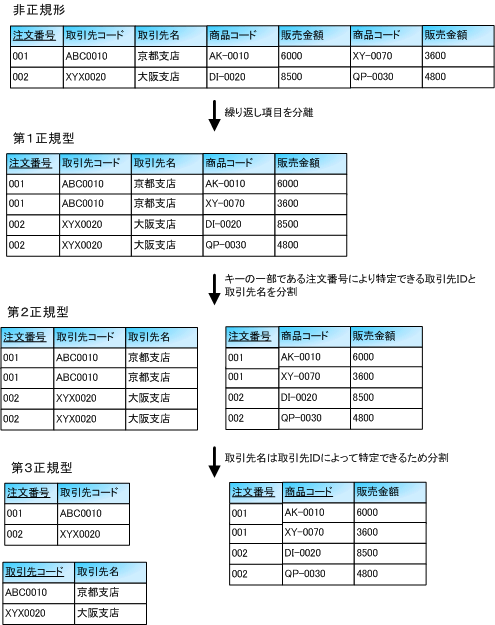 非正規形
注文番号 取引先コード 取引先名 商品コード 販売金額 商品コード 販売金額
001 ABC0010 京都支店 AK-0010 6000 XY-0070 3600
002 XYX0020 大阪支店 DI-0020 8500 QP-0030 4800
繰り返し項目を分離
第１正規型
注文番号 取引先コード 取引先名 商品コード 販売金額
001 ABC0010 京都支店 AK-0010 6000
001 ABC0010 京都支店 XY-0070 3600
002 XYX0020 大阪支店 DI-0020 8500
002 XYX0020 大阪支店 QP-0030 4800
キーの一部である注文番号により特定できる取引先IDと
取引先名を分割
第２正規型
注文番号 取引先コード 取引先名
001 ABC0010 京都支店
001 ABC0010 京都支店
002 XYX0020 大阪支店
002 XYX0020 大阪支店
注文番号 商品コード 販売金額
001 AK-0010 6000
001 XY-0070 3600
002 DI-0020 8500
002 QP-0030 4800
取引先名は取引先IDによって特定できるため分割
第３正規型
注文番号 取引先コード
001 ABC0010
002 XYX0020
注文番号 商品コード 販売金額
001 AK-0010 6000
001 XY-0070 3600
002 DI-0020 8500
002 QP-0030 4800
取引先コード 取引先名
ABC0010 京都支店
XYX0020 大阪支店